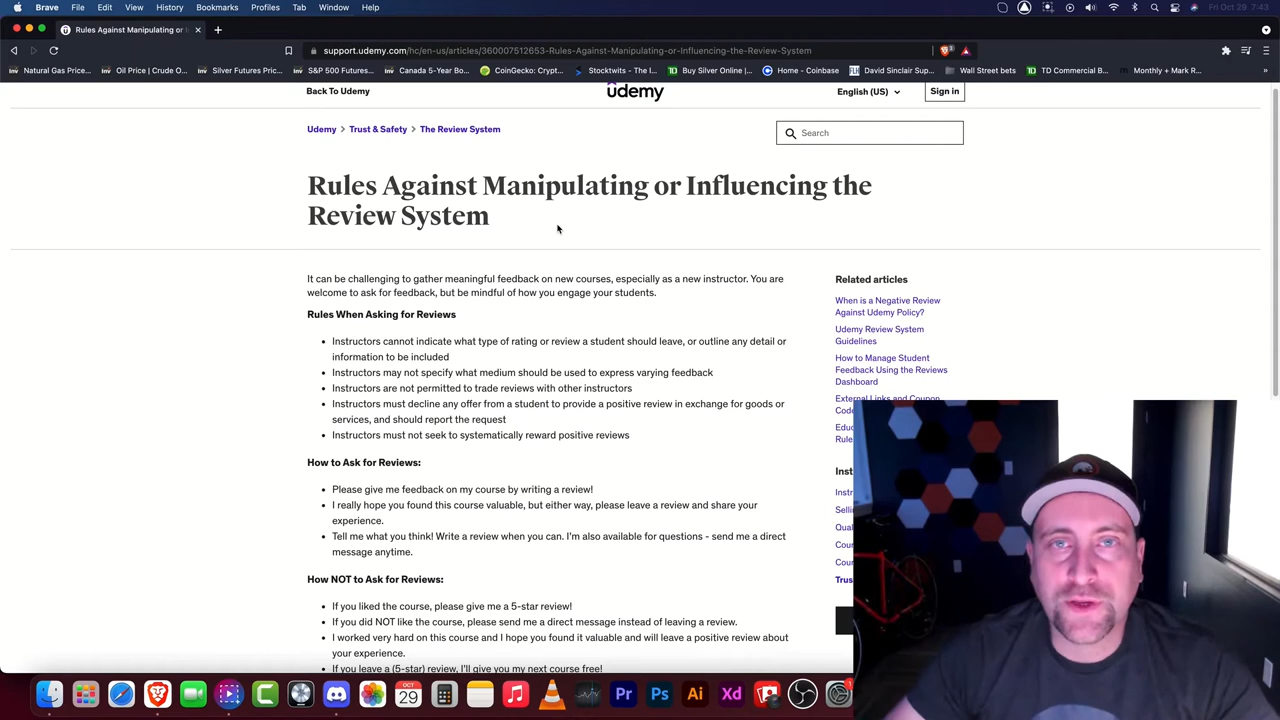 Brave File Edit View History Bookmarks Profiles Tab Window Help
Fri Oct 29 7:43
Rules Against Manipulating or
support.udemy.com/hc/en-us/articles/360007512653-Rules-Against-Manipulating-or-Influencing-the-Review-System
Natural Gas Price... Oil Price | Crude O... Silver Futures Pric... S&P 500 Futures... Canada 5-Year Bo... CoinGecko: Crypt... Stocktwits - The l... Buy Silver Online |... Home - Coinbase David Sinclair Sup... Wall Street bets TD Commercial B... Monthly + Mark R...
Back To Udemy
udemy
English (US)
Sign in
Udemy > Trust & Safety > The Review System
Search
Rules Against Manipulating or Influencing the
Review System
It can be challenging to gather meaningful feedback on new courses, especially as a new instructor. You are
welcome to ask for feedback, but be mindful of how you engage your students.
Rules When Asking for Reviews
• Instructors cannot indicate what type of rating or review a student should leave, or outline any detail or
information to be included
• Instructors may not specify what medium should be used to express varying feedback
• Instructors are not permitted to trade reviews with other instructors
• Instructors must decline any offer from a student to provide a positive review in exchange for goods or
services, and should report the request
• Instructors must not seek to systematically reward positive reviews
How to Ask for Reviews:
• Please give me feedback on my course by writing a review!
• I really hope you found this course valuable, but either way, please leave a review and share your
experience.
• Tell me what you think! Write a review when you can. I'm also available for questions - send me a direct
message anytime.
How NOT to Ask for Reviews:
• If you liked the course, please give me a 5-star review!
• If you did NOT like the course, please send me a direct message instead of leaving a review.
• I worked very hard on this course and I hope you found it valuable and will leave a positive review about
your experience.
• If you leave a (5-star) review, I'll give you my next course free!
Related articles
When is a Negative Review
Against Udemy Policy?
Udemy Review System
Guidelines
How to Manage Student
Feedback Using the Reviews
Dashboard
External Links and Coupon
Code
Educ
Rule
Inst
Instr
Selli
Qual
Cour
Cour
Trus
OCT
29
Pr Ps Ai Xd